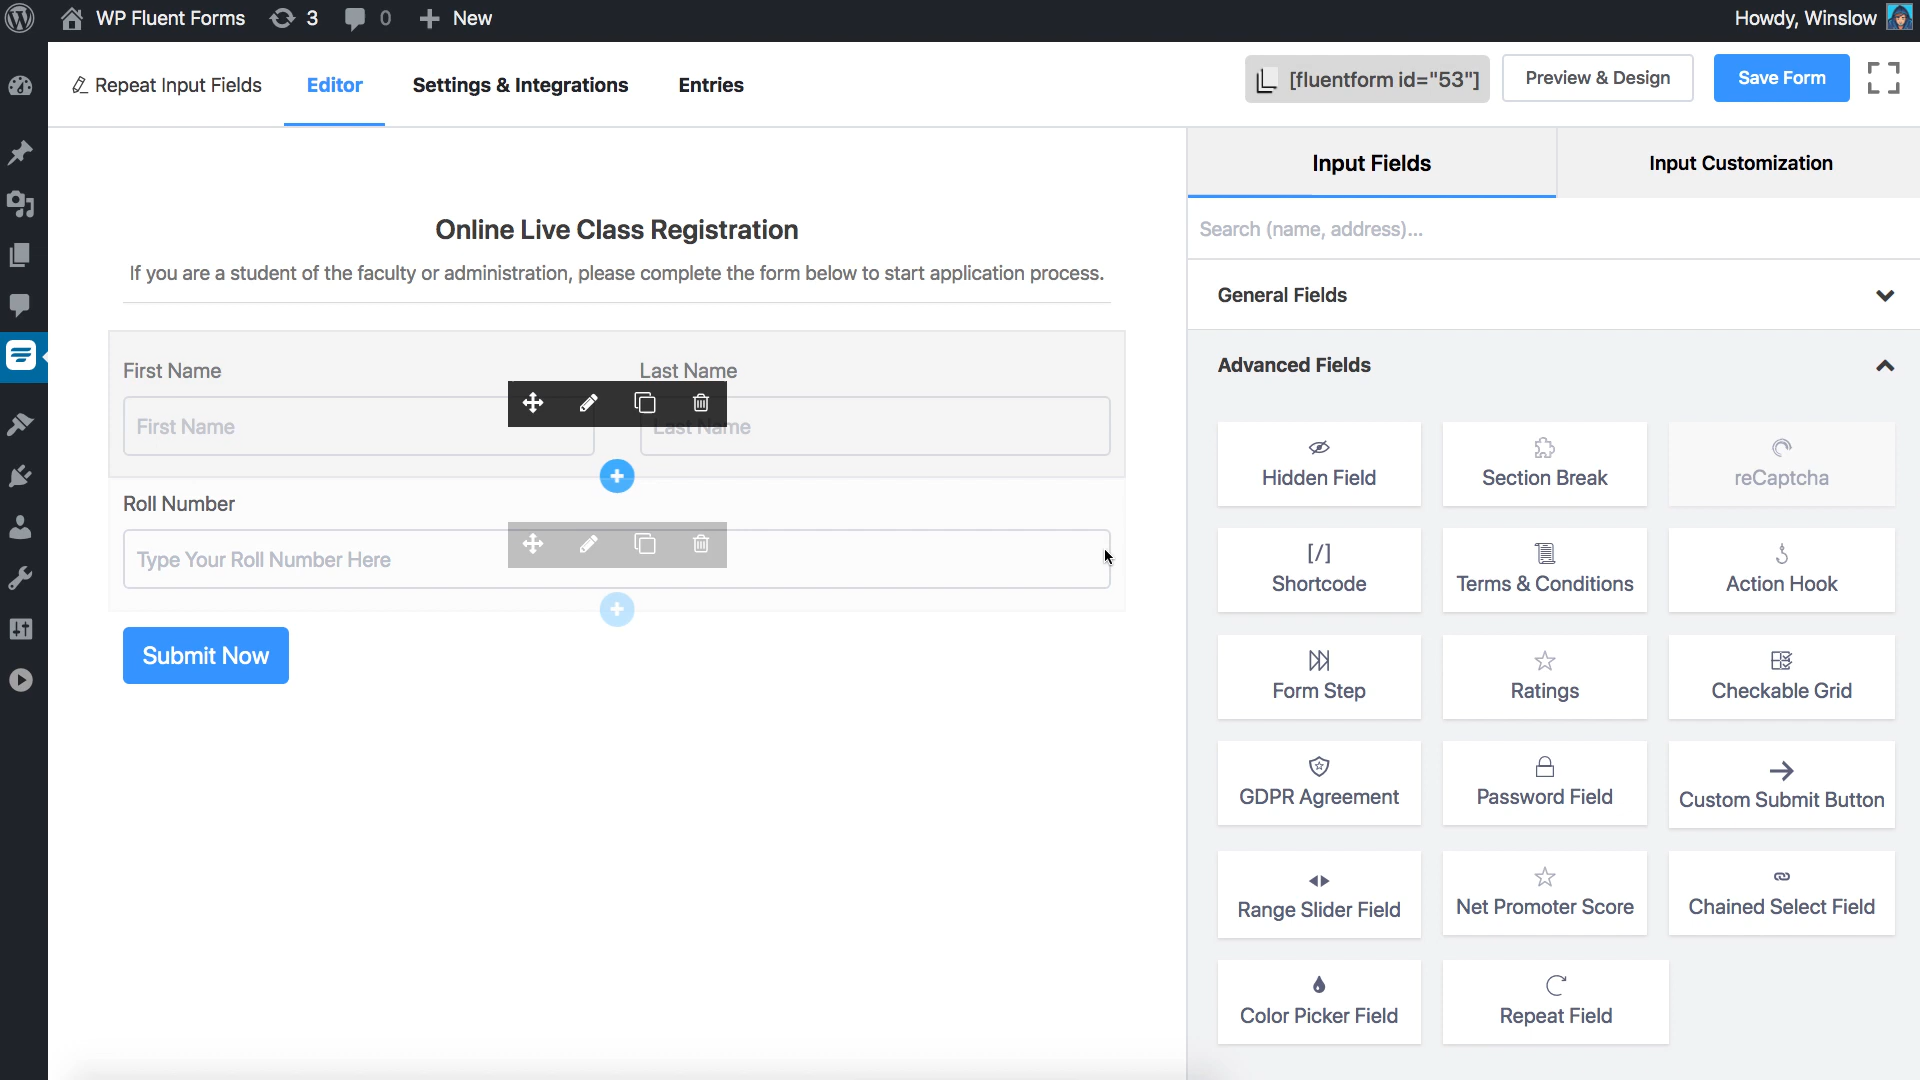 WP Fluent Forms 3 0 New Howdy, Winslow
Repeat Input Fields Editor Settings & Integrations Entries [fluentform id="53"] Preview & Design Save Form
Input Fields Input Customization
Search (name, address)...
General Fields
Advanced Fields
Hidden Field Section Break reCaptcha
[/]
Shortcode Terms & Conditions Action Hook
Form Step Ratings Checkable Grid
GDPR Agreement Password Field Custom Submit Button
Range Slider Field Net Promoter Score Chained Select Field
Color Picker Field Repeat Field
Online Live Class Registration
If you are a student of the faculty or administration, please complete the form below to start application process.
First Name Last Name
First Name Last Name
Roll Number
Type Your Roll Number Here
Submit Now